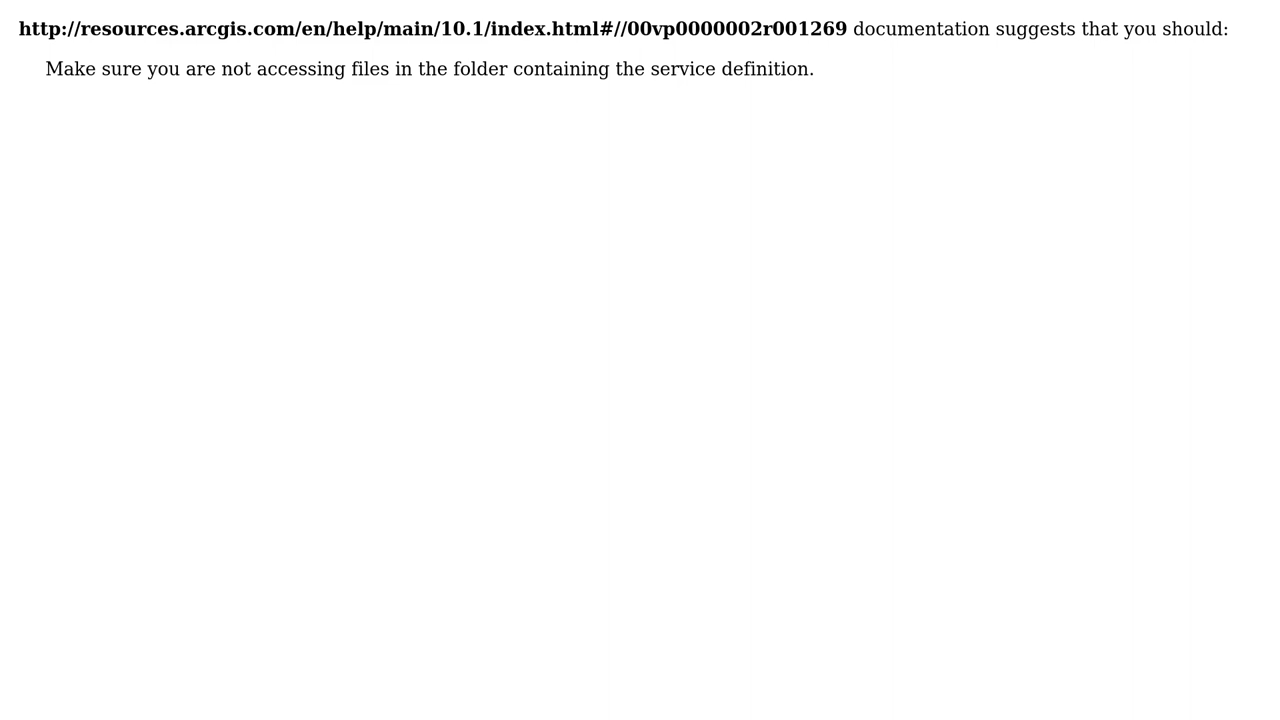 http://resources.arcgis.com/en/help/main/10.1/index.html#//00vp0000002r001269 documentation suggests that you should:
Make sure you are not accessing files in the folder containing the service definition.